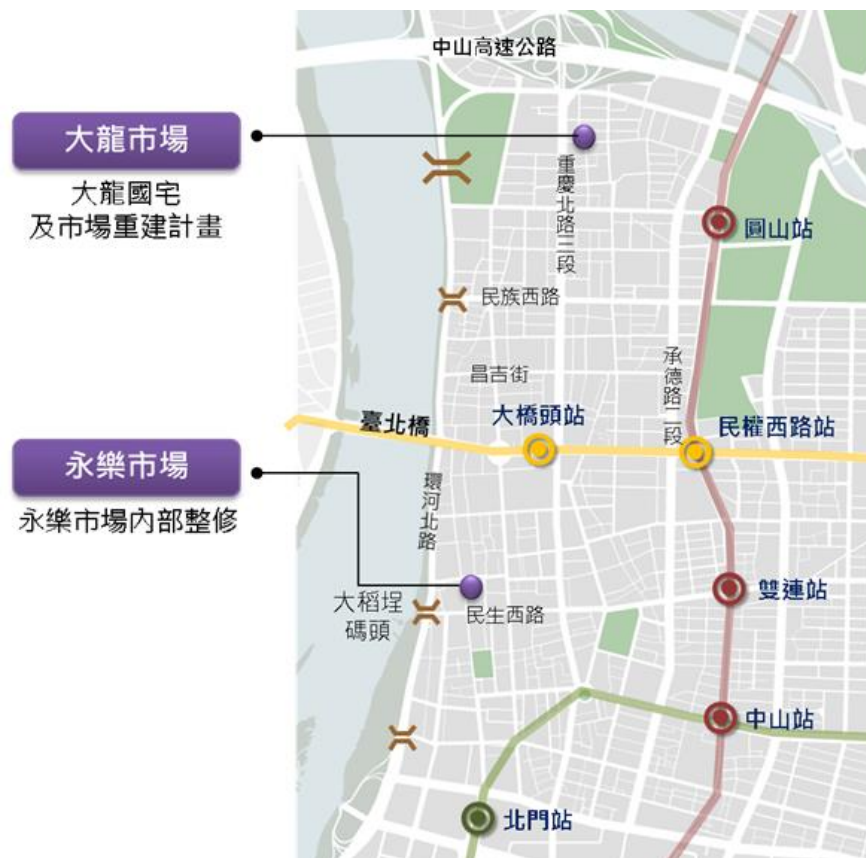 中山高速公路
大龍市場
大龍國宅
及市場重建計畫
重慶北路三段
圓山站
民族西路
昌吉街
承德路二段
大橋頭站
臺北橋
民權西路站
永樂市場
永樂市場內部整修
環河北路
大稻埕
碼頭
民生西路
雙連站
中山站
北門站